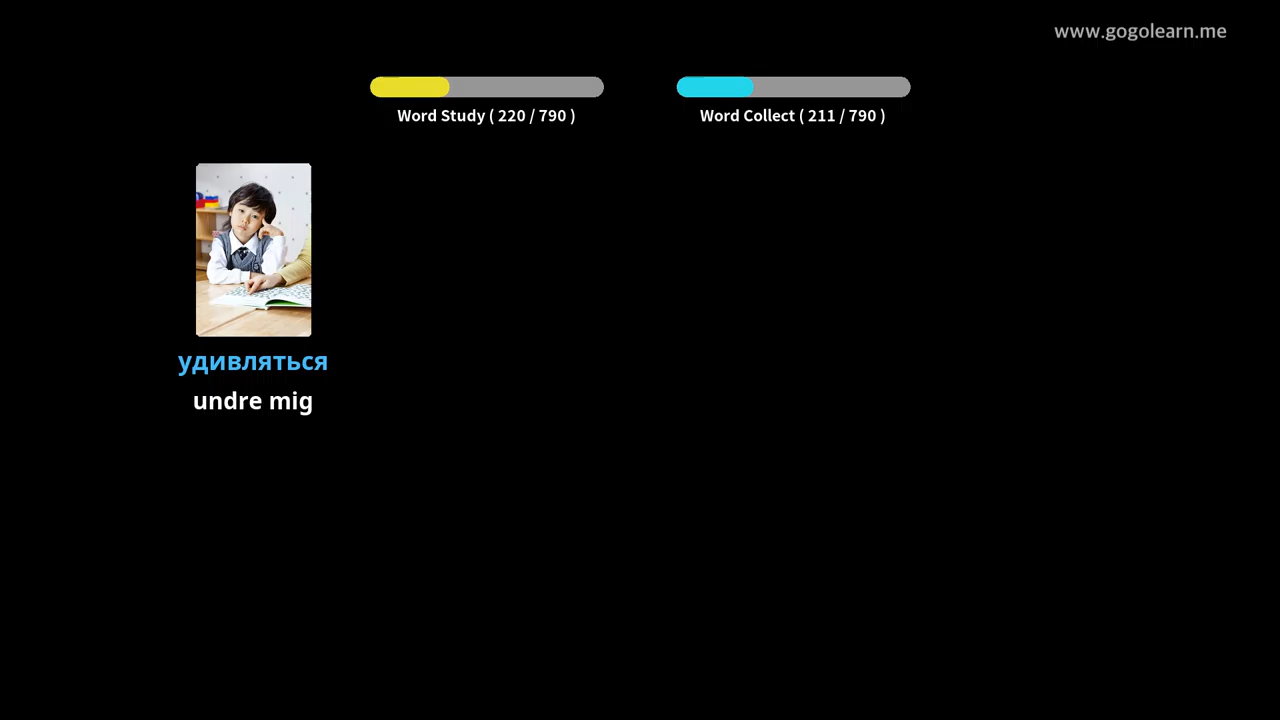 www.gogolearn.me
Word Study ( 220 / 790 )
Word Collect ( 211 / 790 )
удивляться
undre mig